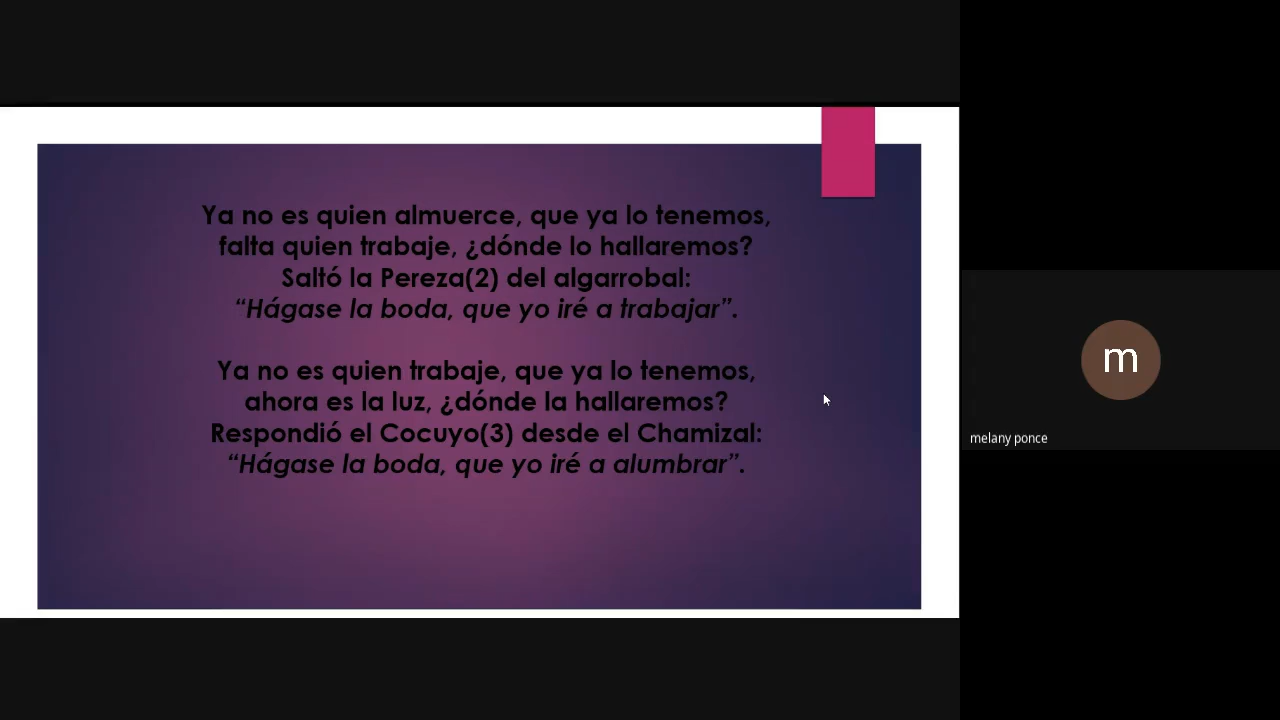 Ya no es quien almuerce, que ya lo tenemos,
falta quien trabaje, ¿dónde lo hallaremos?
Saltó la Pereza(2) del algarrobal:
“Hágase la boda, que yo iré a trabajar”.
Ya no es quien trabaje, que ya lo tenemos,
ahora es la luz, ¿dónde la hallaremos?
Respondió el Cocuyo(3) desde el Chamizal:
“Hágase la boda, que yo iré a alumbrar”.
m
melany ponce